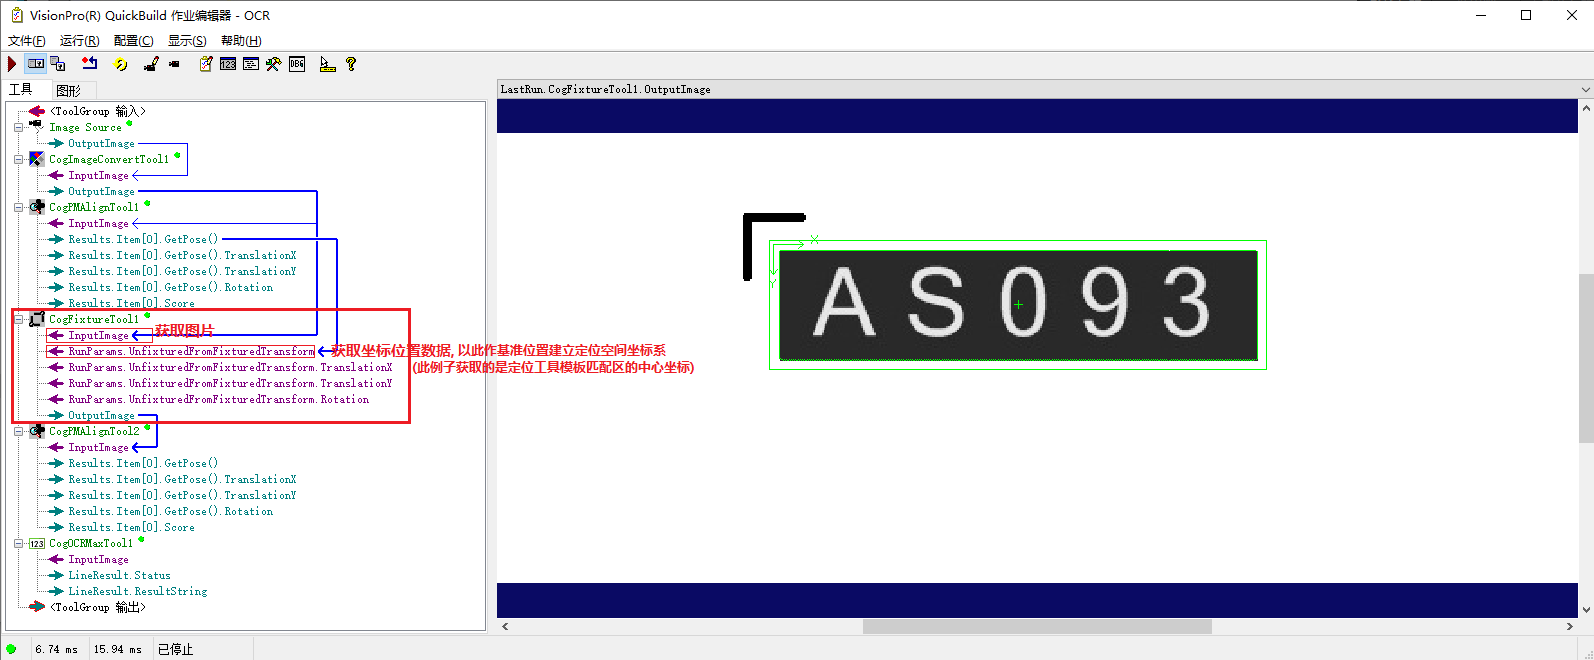 VisionPro(R) QuickBuild 作业编辑器 - OCR
文件(F) 运行(R) 配置(C) 显示(S) 帮助(H)
工具 图形
<ToolGroup 输入>
Image Source
OutputImage
CogImageConvertTool1
InputImage
OutputImage
CogPMAlignTool1
InputImage
Results.Item[0].GetPose()
Results.Item[0].GetPose().TranslationX
Results.Item[0].GetPose().TranslationY
Results.Item[0].GetPose().Rotation
Results.Item[0].Score
CogFixtureTool1
InputImage 获取图片
RunParams.UnfixturedFromFixturedTransform 获取坐标位置数据, 以此作基准位置建立定位空间坐标系
RunParams.UnfixturedFromFixturedTransform.TranslationX (此例子获取的是定位工具模板匹配区的中心坐标)
RunParams.UnfixturedFromFixturedTransform.TranslationY
RunParams.UnfixturedFromFixturedTransform.Rotation
OutputImage
CogPMAlignTool2
InputImage
Results.Item[0].GetPose()
Results.Item[0].GetPose().TranslationX
Results.Item[0].GetPose().TranslationY
Results.Item[0].GetPose().Rotation
Results.Item[0].Score
123 CogOCRMaxTool1
InputImage
LineResult.Status
LineResult.ResultString
<ToolGroup 输出>
LastRun.CogFixtureTool1.OutputImage
X
Y
AS093
6.74 ms 15.94 ms 已停止